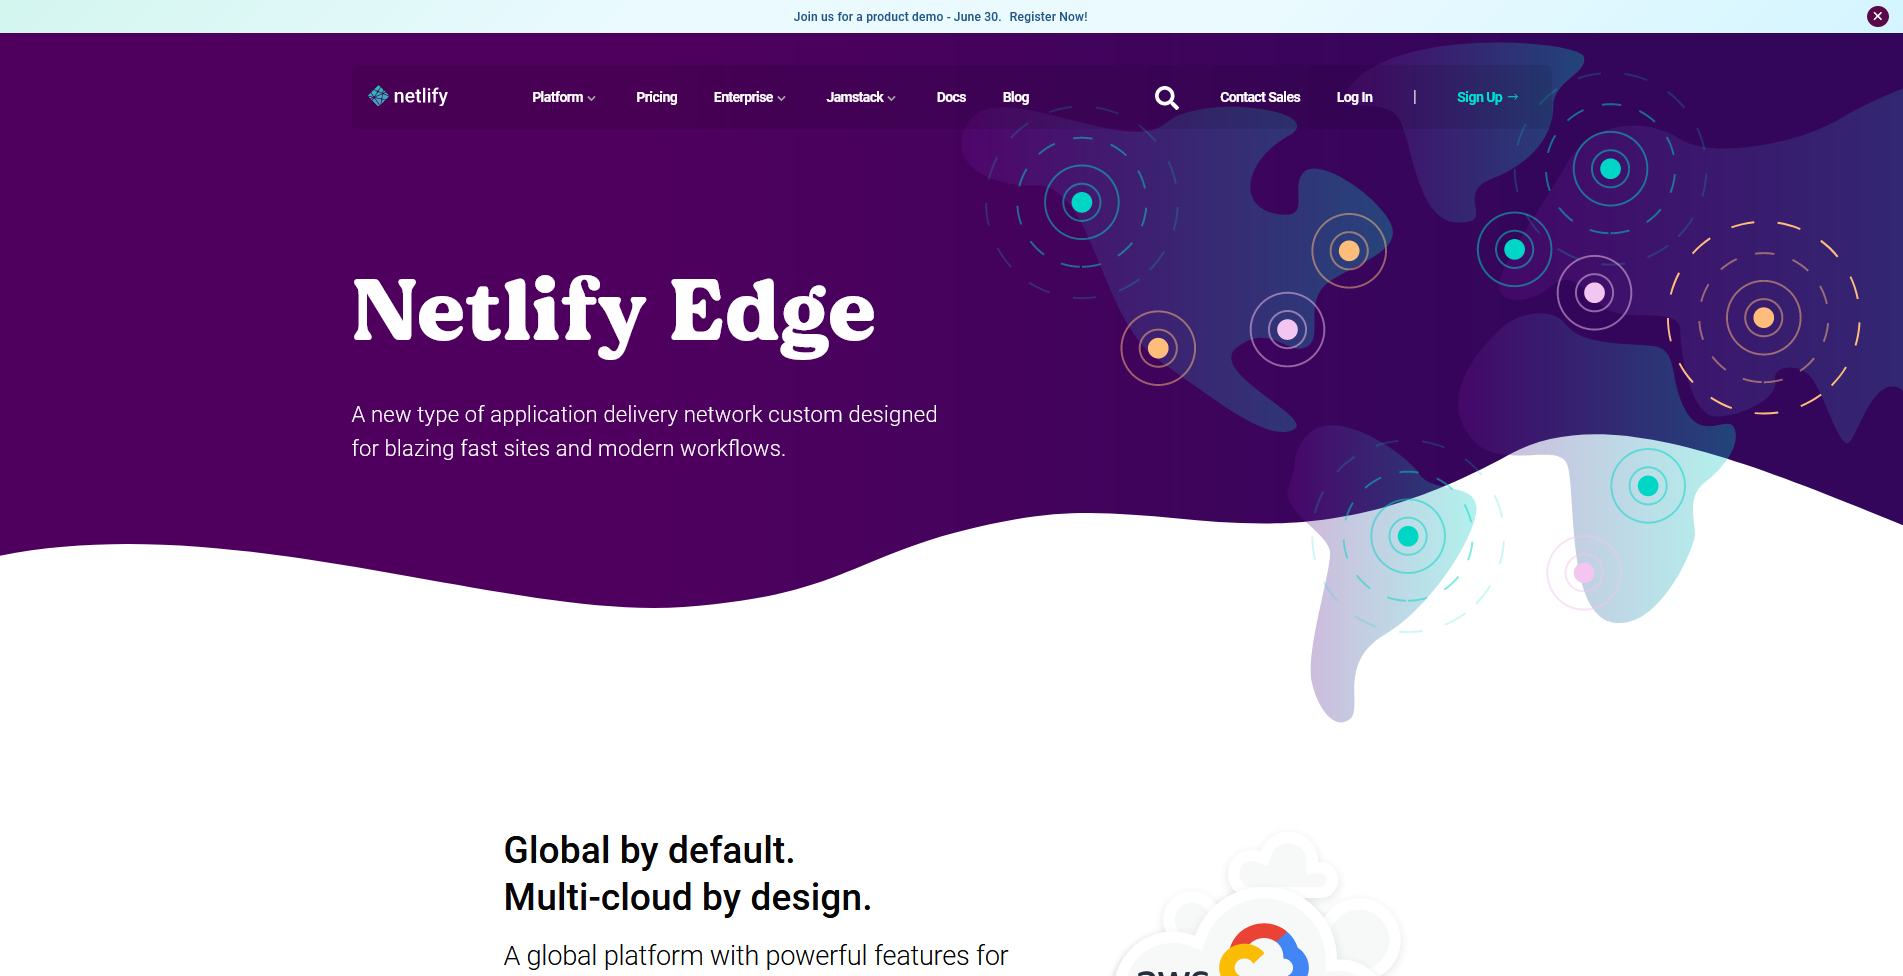 Join us for a product demo - June 30. Register Now!
netlify
Platform
Pricing
Enterprise
Jamstack
Docs
Blog
Contact Sales
Log In
|
Sign Up →
Netlify Edge
A new type of application delivery network custom designed
for blazing fast sites and modern workflows.
Global by default.
Multi-cloud by design.
A global platform with powerful features for
aws